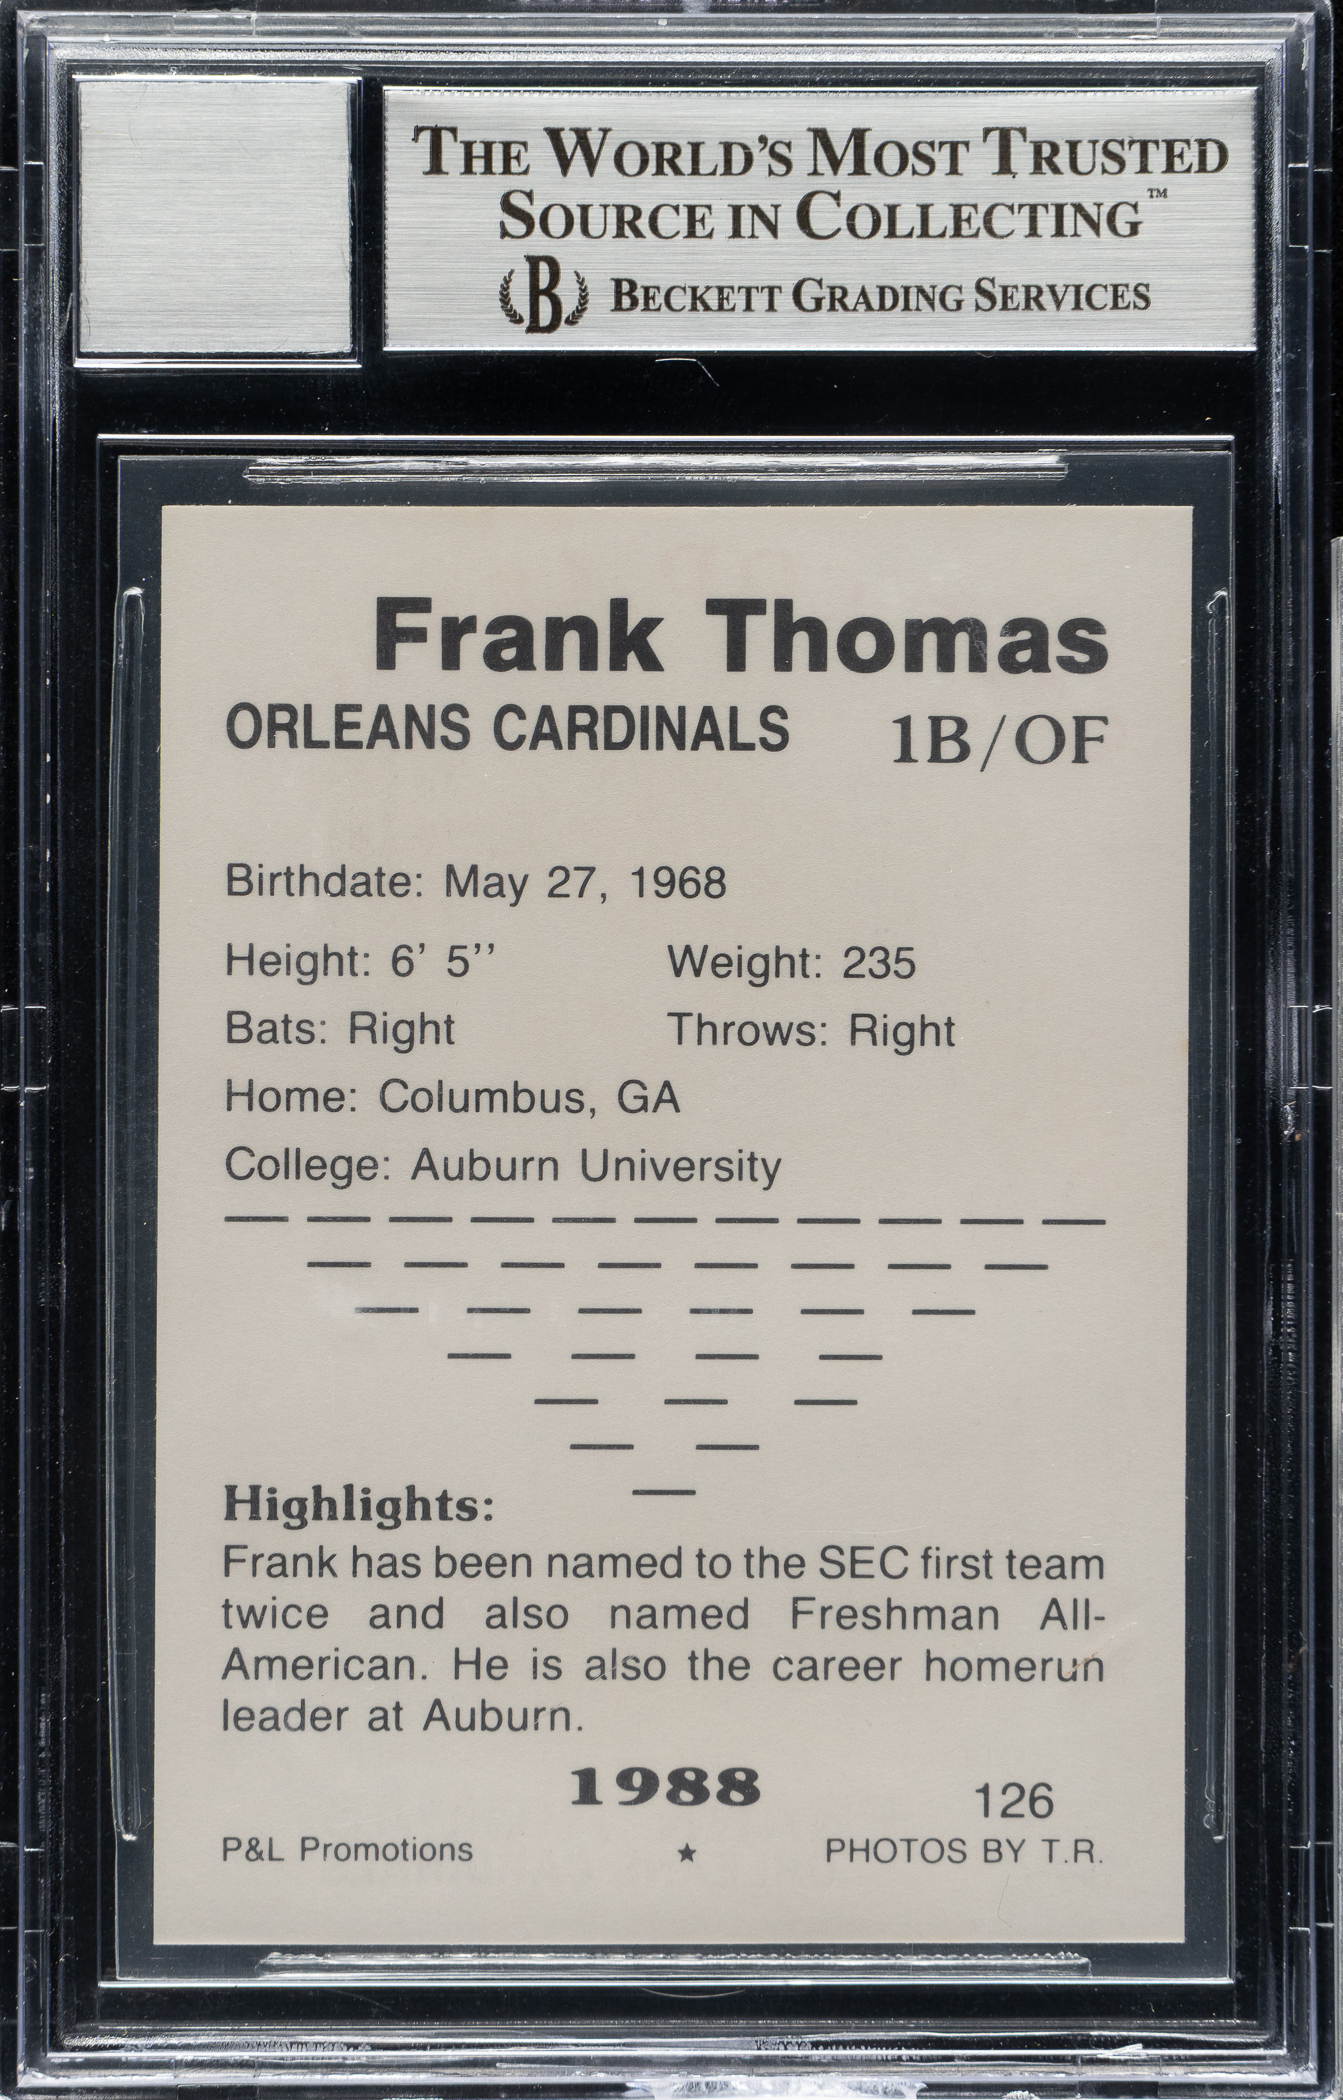 THE WORLD'S MOST TRUSTED
SOURCE IN COLLECTING™
B BECKETT GRADING SERVICES
Frank Thomas
ORLEANS CARDINALS 1B/OF
Birthdate: May 27, 1968
Height: 6' 5'' Weight: 235
Bats: Right Throws: Right
Home: Columbus, GA
College: Auburn University
Highlights:
Frank has been named to the SEC first team
twice and also named Freshman All-
American. He is also the career homerun
leader at Auburn.
1988 126
P&L Promotions ★ PHOTOS BY T.R.